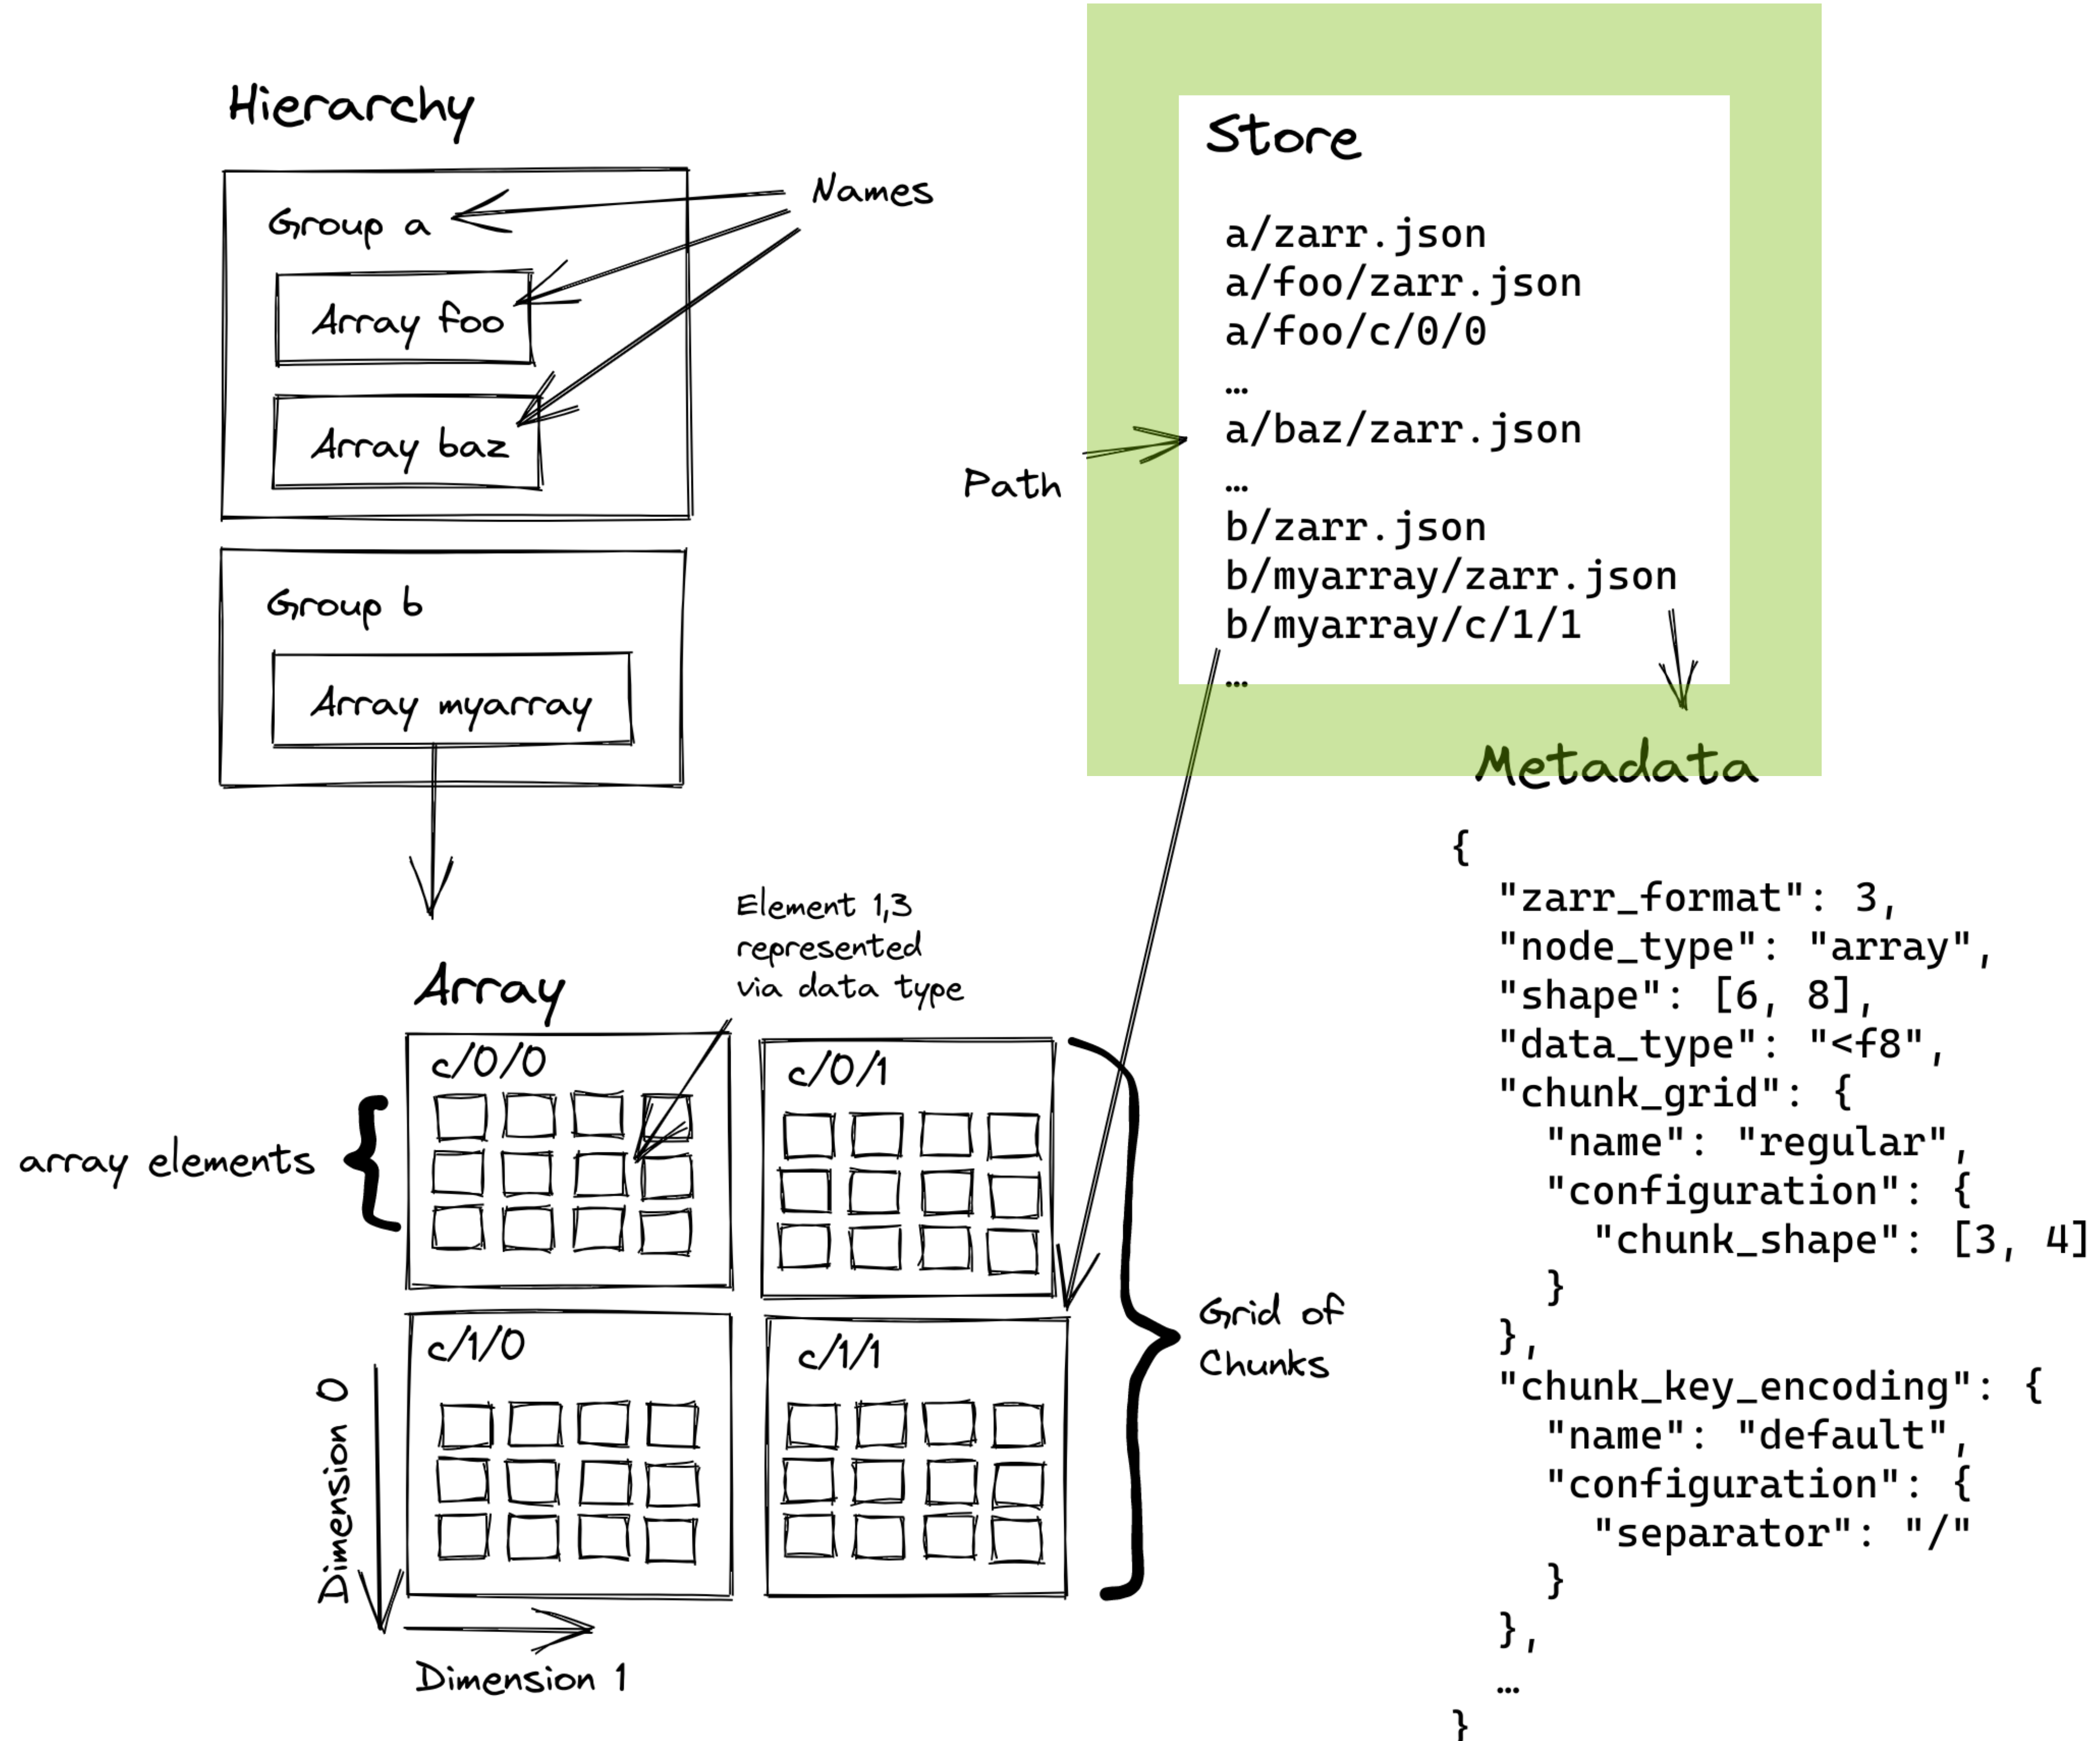 Hierarchy
Group a
Array foo
Array baz
Names
Group b
Array myarray
Store
a/zarr.json
a/foo/zarr.json
a/foo/c/0/0
…
a/baz/zarr.json
…
b/zarr.json
b/myarray/zarr.json
b/myarray/c/1/1
…
Path
Array
Element 1,3
represented
via data type
c/0/0
c/0/1
array elements
c/1/0
c/1/1
Grid of
Chunks
Dimension 0
Dimension 1
Metadata
{
"zarr_format": 3,
"node_type": "array",
"shape": [6, 8],
"data_type": "<f8",
"chunk_grid": {
"name": "regular",
"configuration": {
"chunk_shape": [3, 4]
}
},
"chunk_key_encoding": {
"name": "default",
"configuration": {
"separator": "/"
}
},
…
}